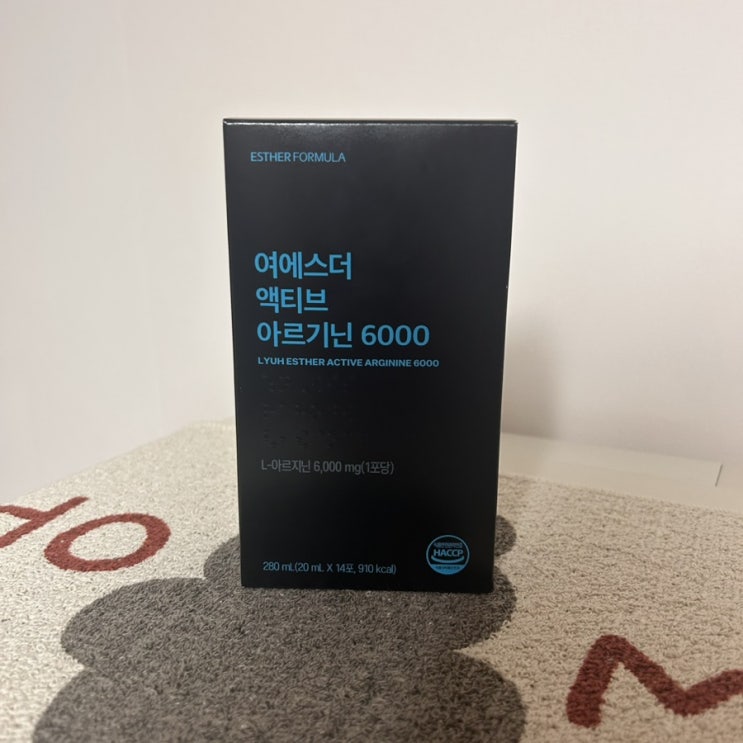 ESTHER FORMULA
여에스더
액티브
아르기닌 6000
LYUH ESTHER ACTIVE ARGININE 6000
L-아르지닌 6,000 mg(1포당)
280 mL(20 mL X 14포, 910 kcal)
HACCP